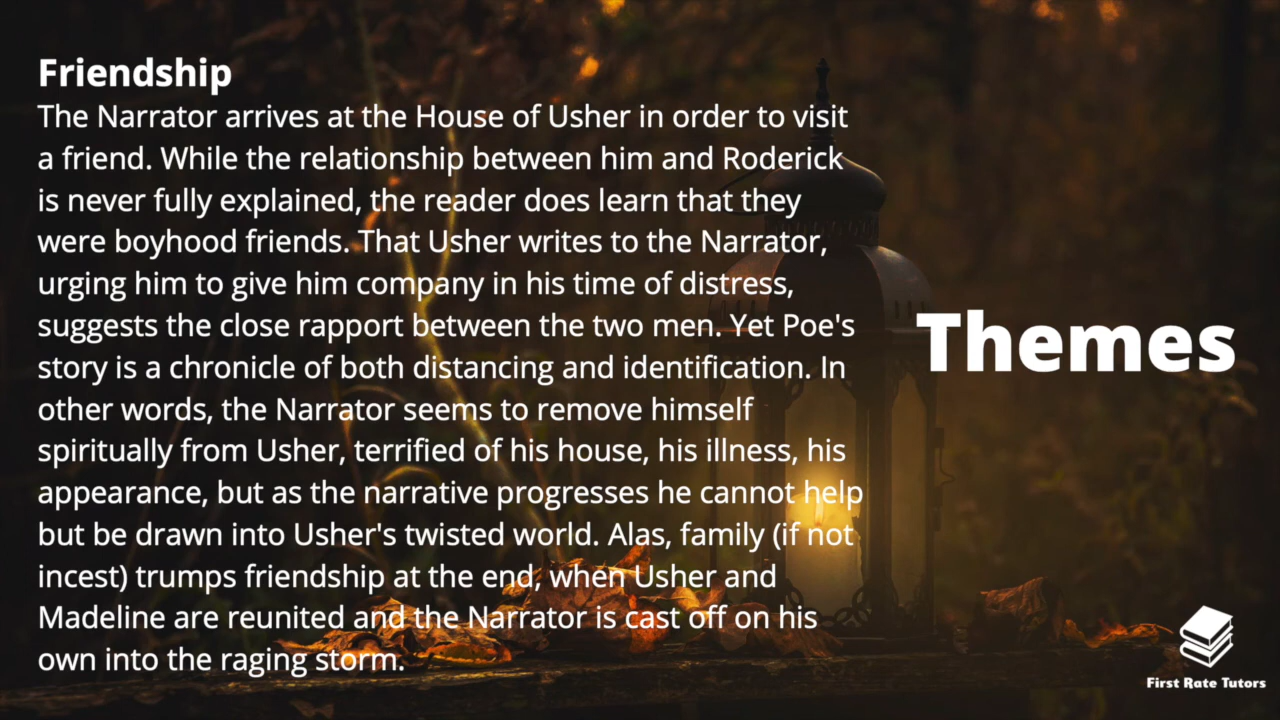 Friendship
The Narrator arrives at the House of Usher in order to visit
a friend. While the relationship between him and Roderick
is never fully explained, the reader does learn that they
were boyhood friends. That Usher writes to the Narrator,
urging him to give him company in his time of distress,
suggests the close rapport between the two men. Yet Poe's
story is a chronicle of both distancing and identification. In
other words, the Narrator seems to remove himself
spiritually from Usher, terrified of his house, his illness, his
appearance, but as the narrative progresses he cannot help
but be drawn into Usher's twisted world. Alas, family (if not
incest) trumps friendship at the end, when Usher and
Madeline are reunited and the Narrator is cast off on his
own into the raging storm.
Themes
First Rate Tutors